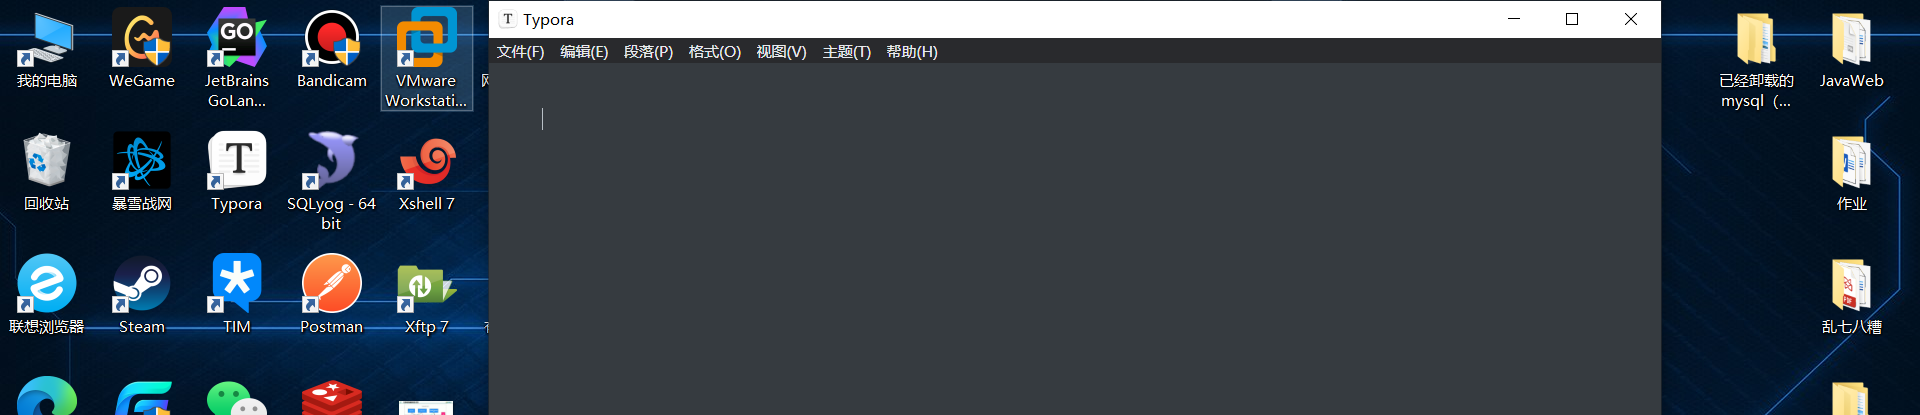 Typora
文件(F) 编辑(E) 段落(P) 格式(O) 视图(V) 主题(T) 帮助(H)
我的电脑
WeGame
JetBrains
GoLan...
Bandicam
VMware
Workstati...
已经卸载的
mysql（...
JavaWeb
回收站
暴雪战网
Typora
SQLyog - 64
bit
Xshell 7
作业
联想浏览器
Steam
TIM
Postman
Xftp 7
乱七八糟
GO
T
T
PDF